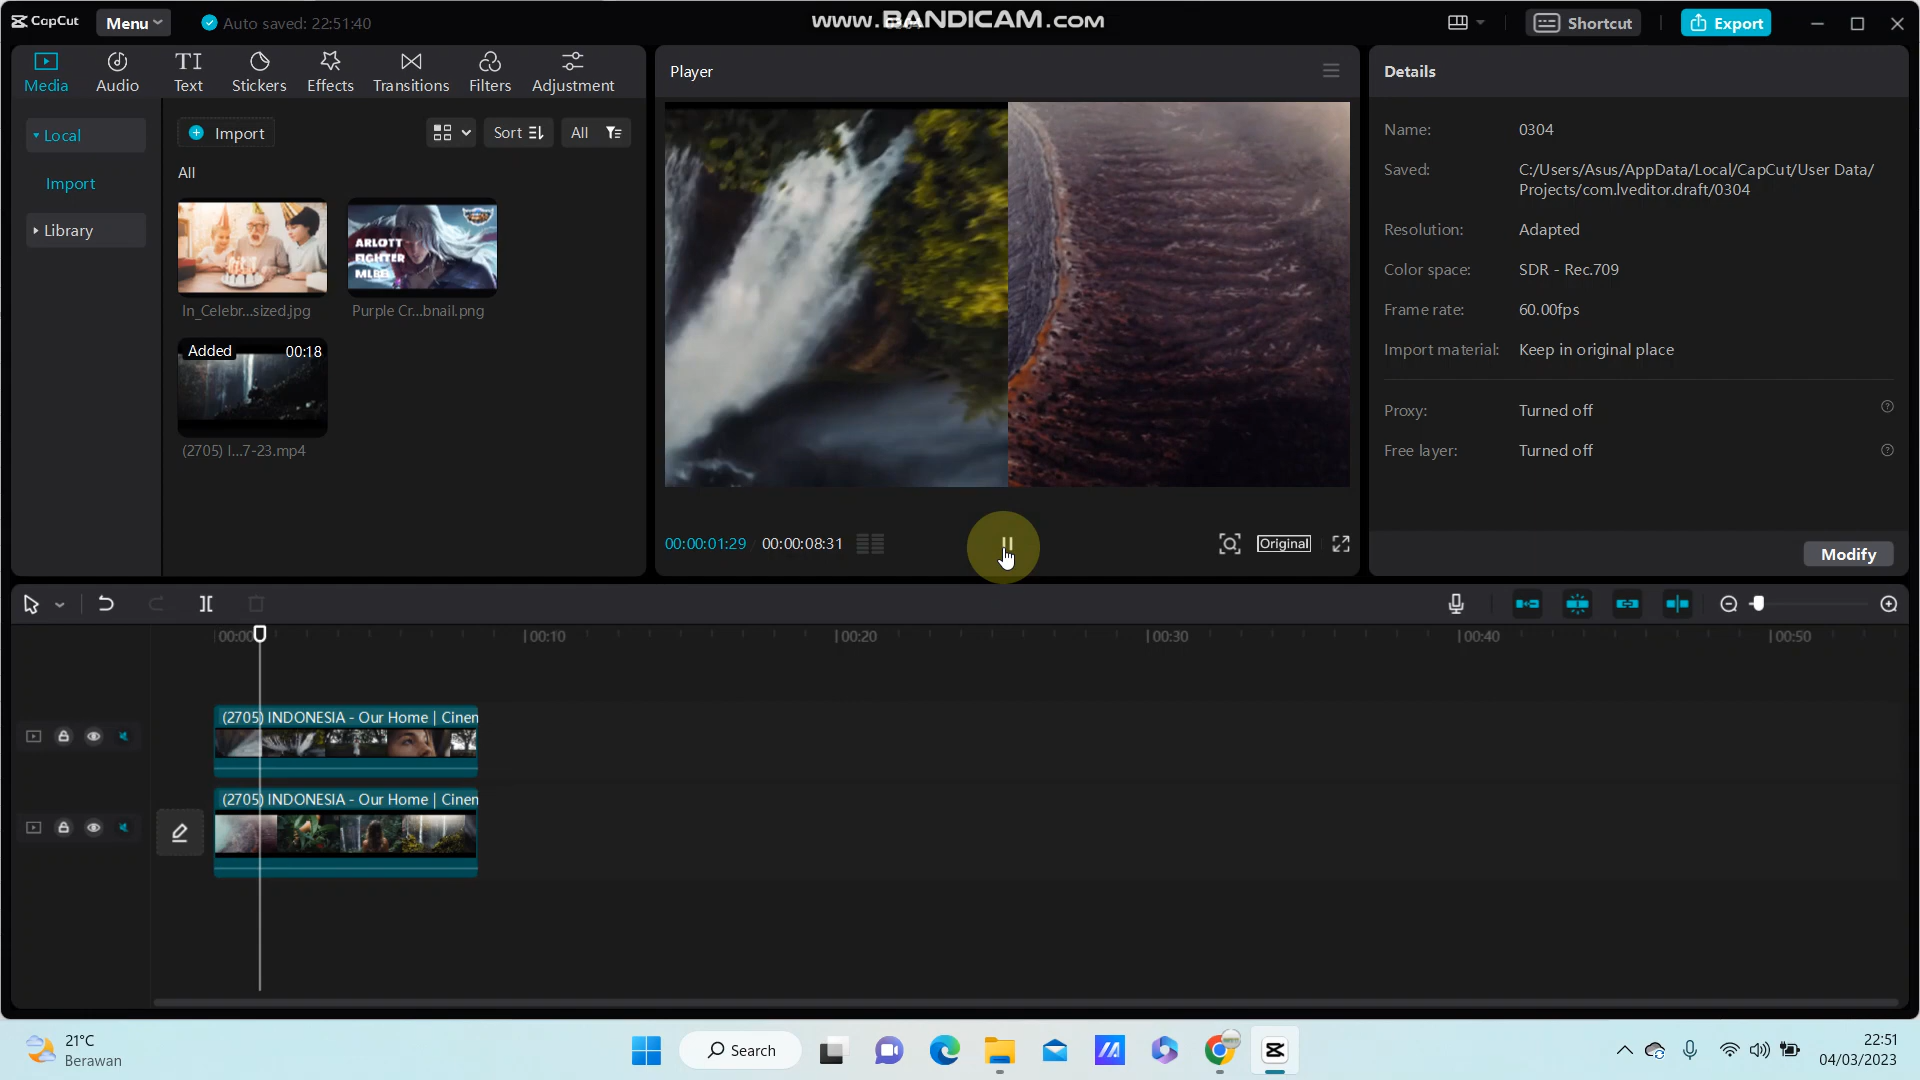 CapCut
Menu
Auto saved: 22:51:40
www.BANDICAM.com
Shortcut
Export
Media
Audio
Text
Stickers
Effects
Transitions
Filters
Adjustment
Player
Details
Local
Import
Library
Import
Sort
All
All
In_Celebr...sized.jpg
ARLOTT
FIGHTER
MLBB
Purple Cr...bnail.png
Added
00:18
(2705) I...7-23.mp4
00:00:01:29
00:00:08:31
Original
Name:
0304
Saved:
C:/Users/Asus/AppData/Local/CapCut/User Data/
Projects/com.lveditor.draft/0304
Resolution:
Adapted
Color space:
SDR - Rec.709
Frame rate:
60.00fps
Import material:
Keep in original place
Proxy:
Turned off
Free layer:
Turned off
Modify
00:10
00:20
00:30
00:40
00:50
(2705) INDONESIA - Our Home | Cinen
(2705) INDONESIA - Our Home | Cinen
21°C
Berawan
Search
22:51
04/03/2023